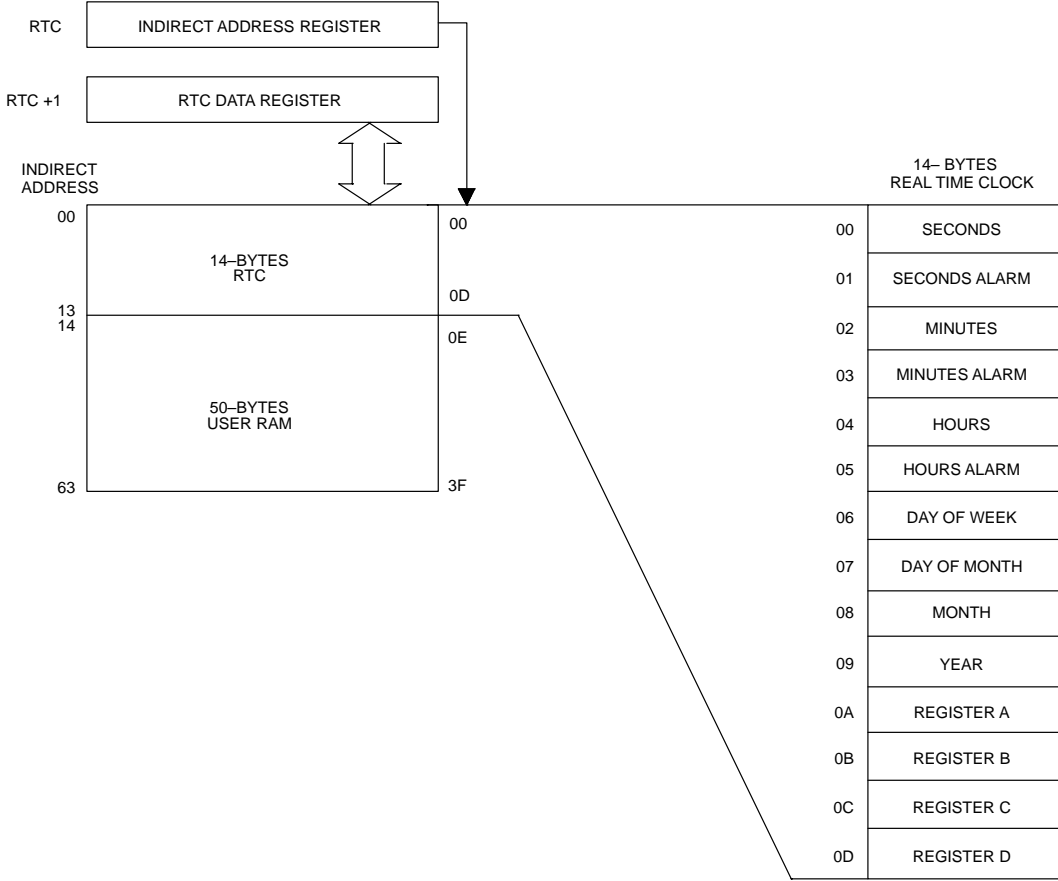 RTC
INDIRECT ADDRESS REGISTER
RTC +1
RTC DATA REGISTER
INDIRECT
ADDRESS
00
14–BYTES
RTC
00
0D
13
14
0E
50–BYTES
USER RAM
63
3F
14– BYTES
REAL TIME CLOCK
00 SECONDS
01 SECONDS ALARM
02 MINUTES
03 MINUTES ALARM
04 HOURS
05 HOURS ALARM
06 DAY OF WEEK
07 DAY OF MONTH
08 MONTH
09 YEAR
0A REGISTER A
0B REGISTER B
0C REGISTER C
0D REGISTER D